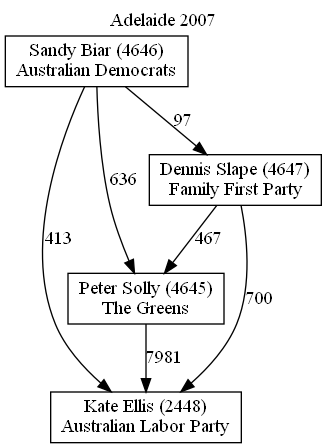 Adelaide 2007
Sandy Biar (4646)
Australian Democrats
97
Dennis Slape (4647)
Family First Party
636
413
467
700
Peter Solly (4645)
The Greens
7981
Kate Ellis (2448)
Australian Labor Party